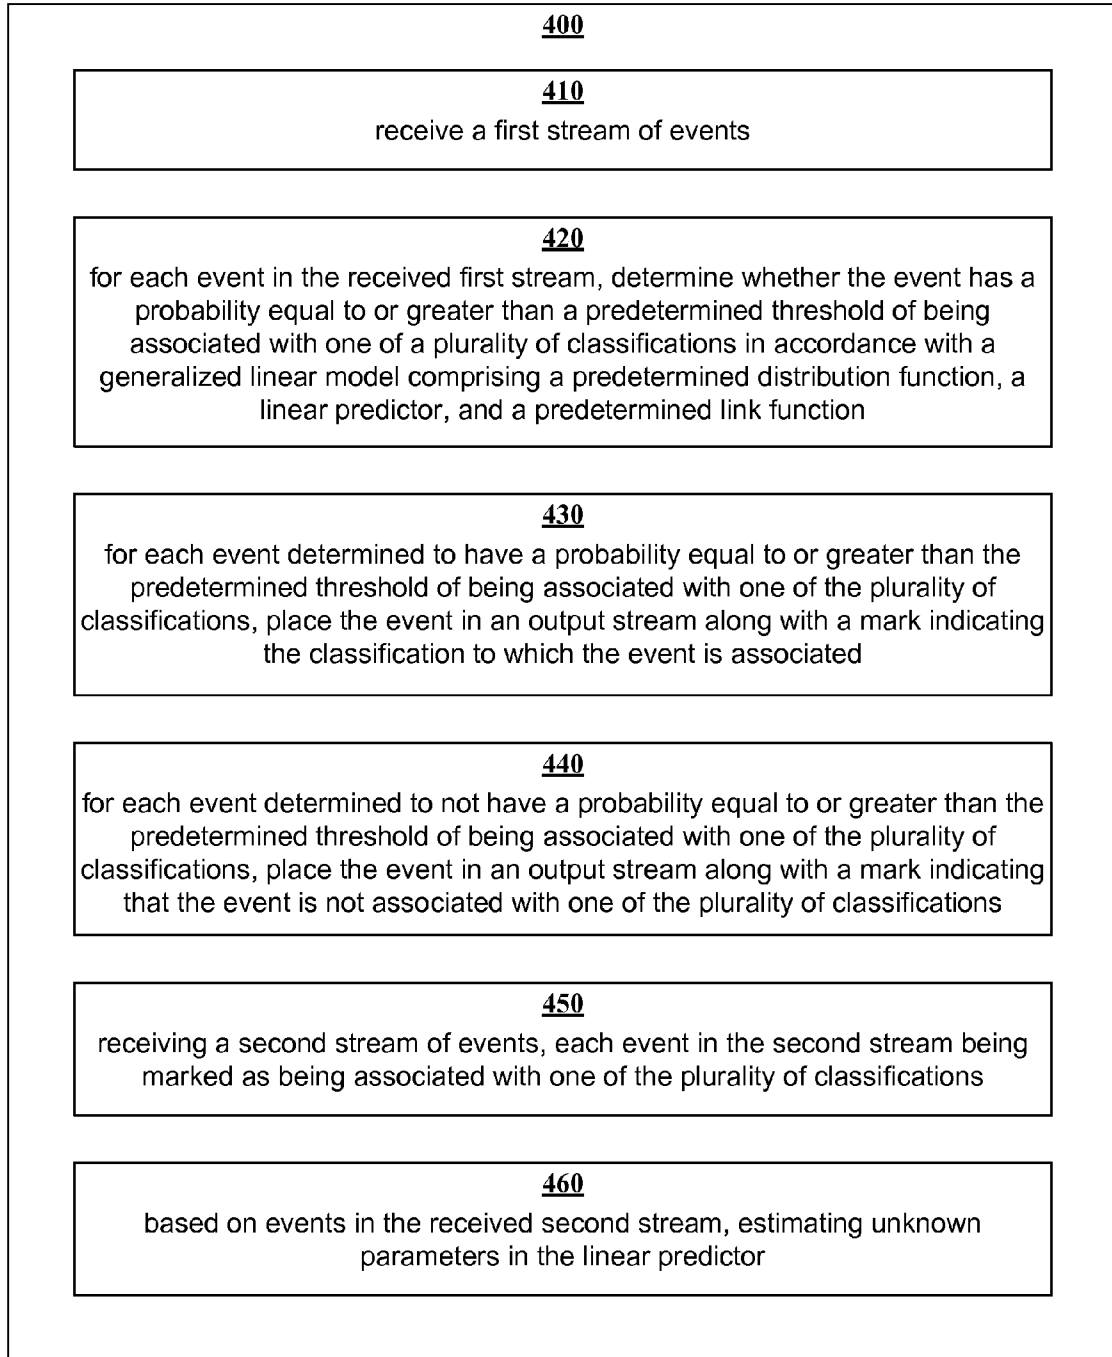 400
410
receive a first stream of events
420
for each event in the received first stream, determine whether the event has a
probability equal to or greater than a predetermined threshold of being
associated with one of a plurality of classifications in accordance with a
generalized linear model comprising a predetermined distribution function, a
linear predictor, and a predetermined link function
430
for each event determined to have a probability equal to or greater than the
predetermined threshold of being associated with one of the plurality of
classifications, place the event in an output stream along with a mark indicating
the classification to which the event is associated
440
for each event determined to not have a probability equal to or greater than the
predetermined threshold of being associated with one of the plurality of
classifications, place the event in an output stream along with a mark indicating
that the event is not associated with one of the plurality of classifications
450
receiving a second stream of events, each event in the second stream being
marked as being associated with one of the plurality of classifications
460
based on events in the received second stream, estimating unknown
parameters in the linear predictor